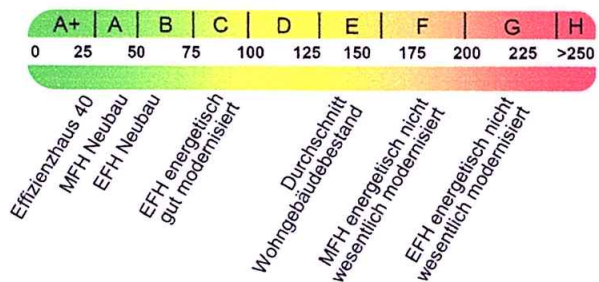 A+ A B C D E F G H
0 25 50 75 100 125 150 175 200 225 >250
Effizienzhaus 40
MFH Neubau
EFH Neubau
EFH energetisch
gut modernisiert
Durchschnitt
Wohngebäudebestand
MFH energetisch nicht
wesentlich modernisiert
EFH energetisch nicht
wesentlich modernisiert